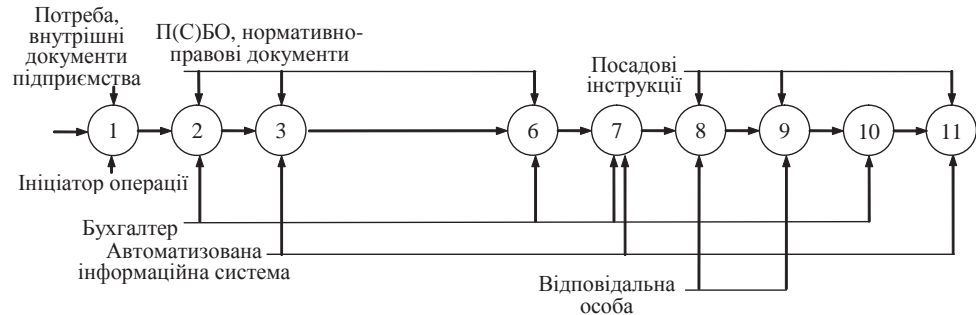 Потреба,
внутрішні
документи
підприємства
П(С)БО, нормативно-
правові документи
Посадові
інструкції
1 2 3 6 7 8 9 10 11
Ініціатор операції
Бухгалтер
Автоматизована
інформаційна система
Відповідальна
особа